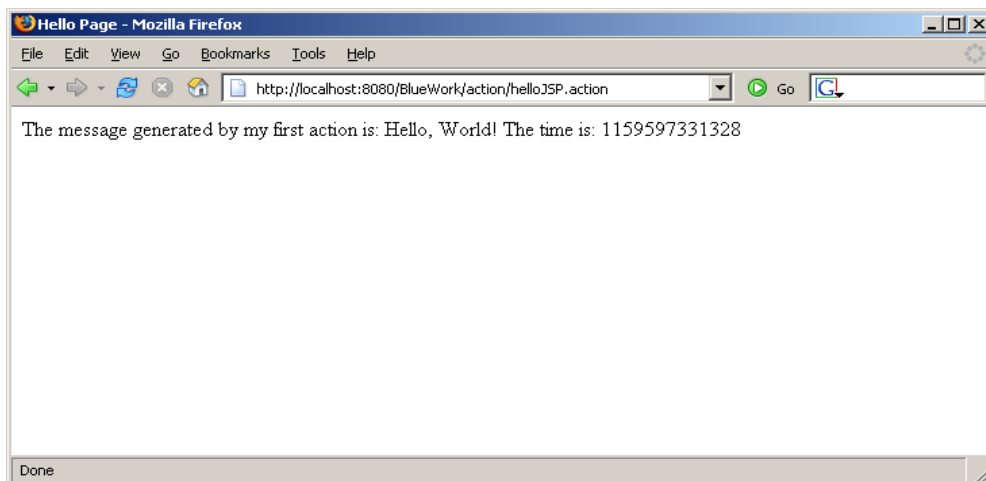 Hello Page - Mozilla Firefox
File Edit View Go Bookmarks Tools Help
http://localhost:8080/BlueWork/action/helloJSP.action Go G
The message generated by my first action is: Hello, World! The time is: 1159597331328
Done